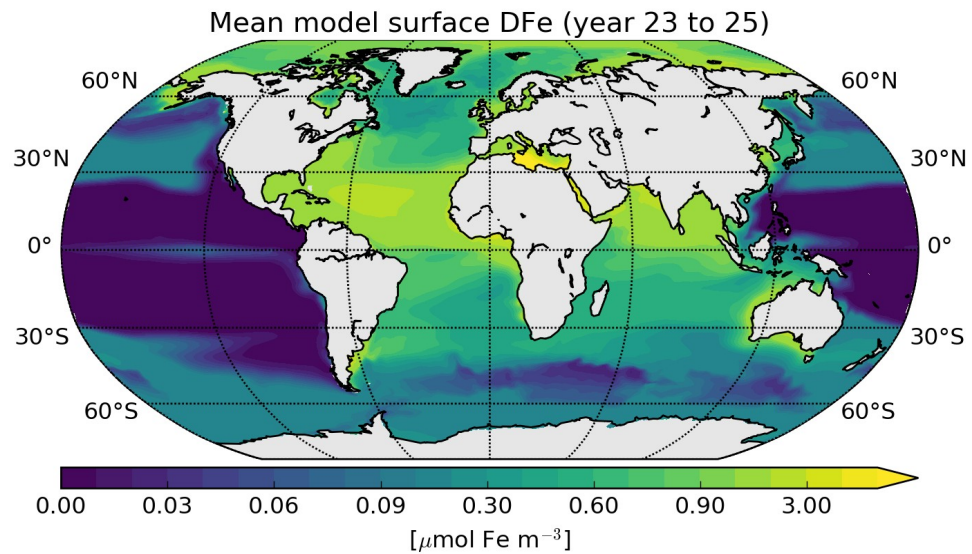 Mean model surface DFe (year 23 to 25)
60°N 60°N
30°N 30°N
0° 0°
30°S 30°S
60°S 60°S
0.00 0.03 0.06 0.09 0.30 0.60 0.90 3.00
[μmol Fe m⁻³]